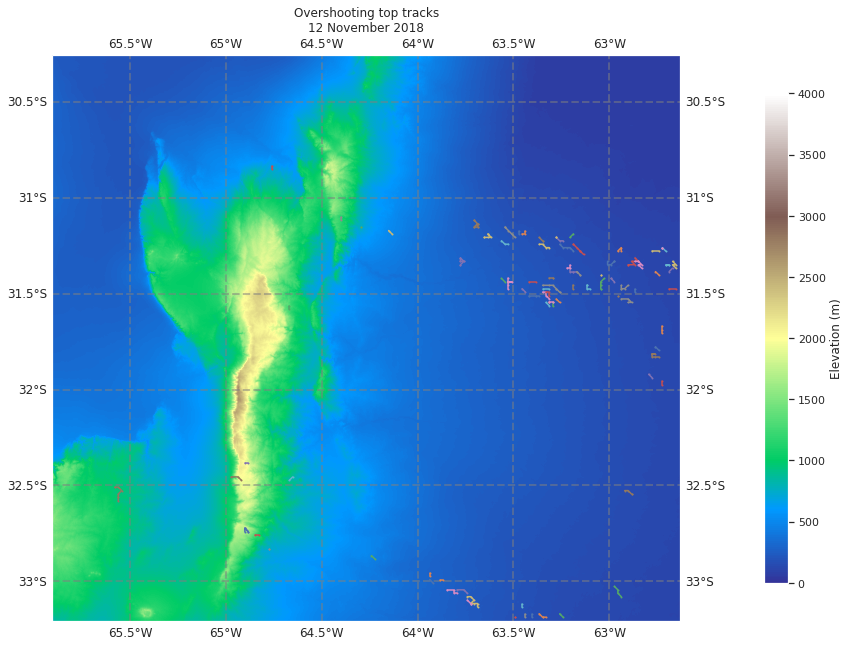 Overshooting top tracks
12 November 2018
65.5°W 65°W 64.5°W 64°W 63.5°W 63°W
30.5°S 30.5°S
31°S 31°S
31.5°S 31.5°S
32°S 32°S
32.5°S 32.5°S
33°S 33°S
65.5°W 65°W 64.5°W 64°W 63.5°W 63°W
4000
3500
3000
2500
2000
1500
1000
500
0
Elevation (m)